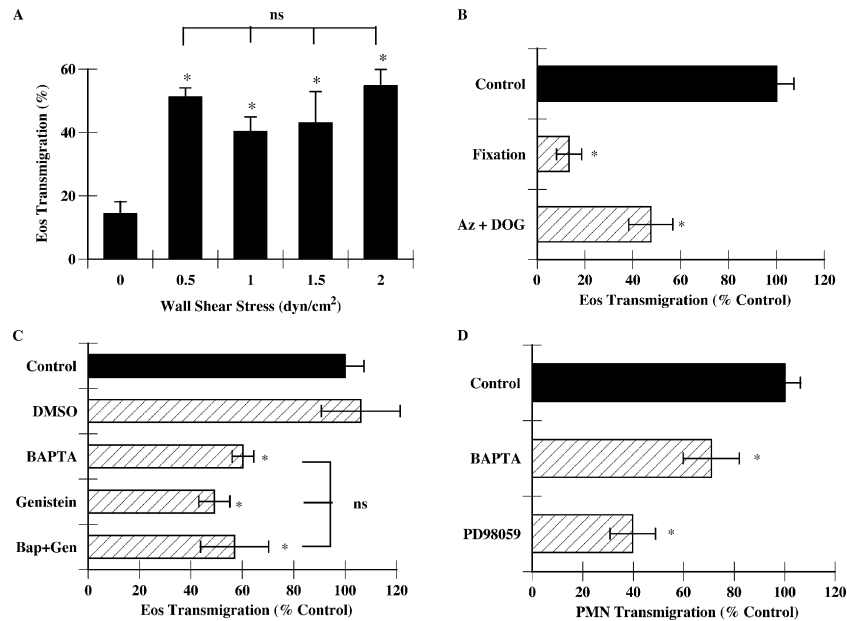 A
ns
* * * *
Eos Transmigration (%)
60
40
20
0
0 0.5 1 1.5 2
Wall Shear Stress (dyn/cm²)
B
Control
Fixation *
Az + DOG *
0 20 40 60 80 100 120
Eos Transmigration (% Control)
C
Control
DMSO
BAPTA *
Genistein * ns
Bap+Gen *
0 20 40 60 80 100 120
Eos Transmigration (% Control)
D
Control
BAPTA *
PD98059 *
0 20 40 60 80 100 120
PMN Transmigration (% Control)